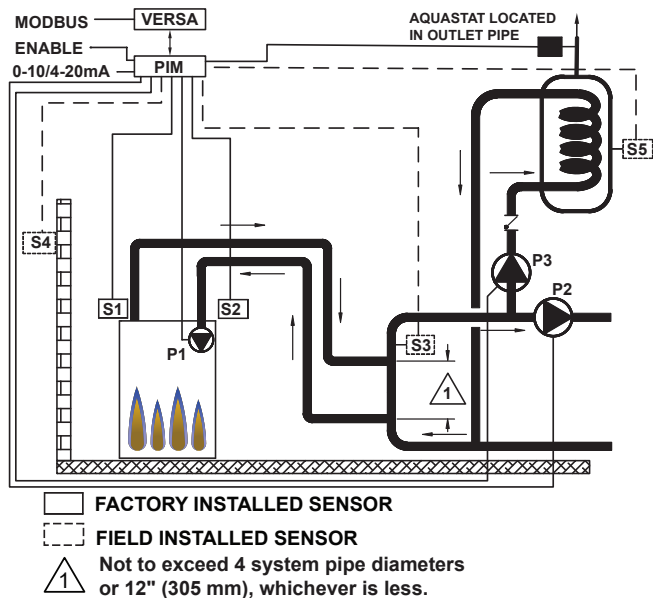 MODBUS
VERSA
ENABLE
0-10/4-20mA
PIM
AQUASTAT LOCATED
IN OUTLET PIPE
S5
S4
S1
S2
P1
S3
P3
P2
1
FACTORY INSTALLED SENSOR
FIELD INSTALLED SENSOR
1
Not to exceed 4 system pipe diameters
or 12" (305 mm), whichever is less.